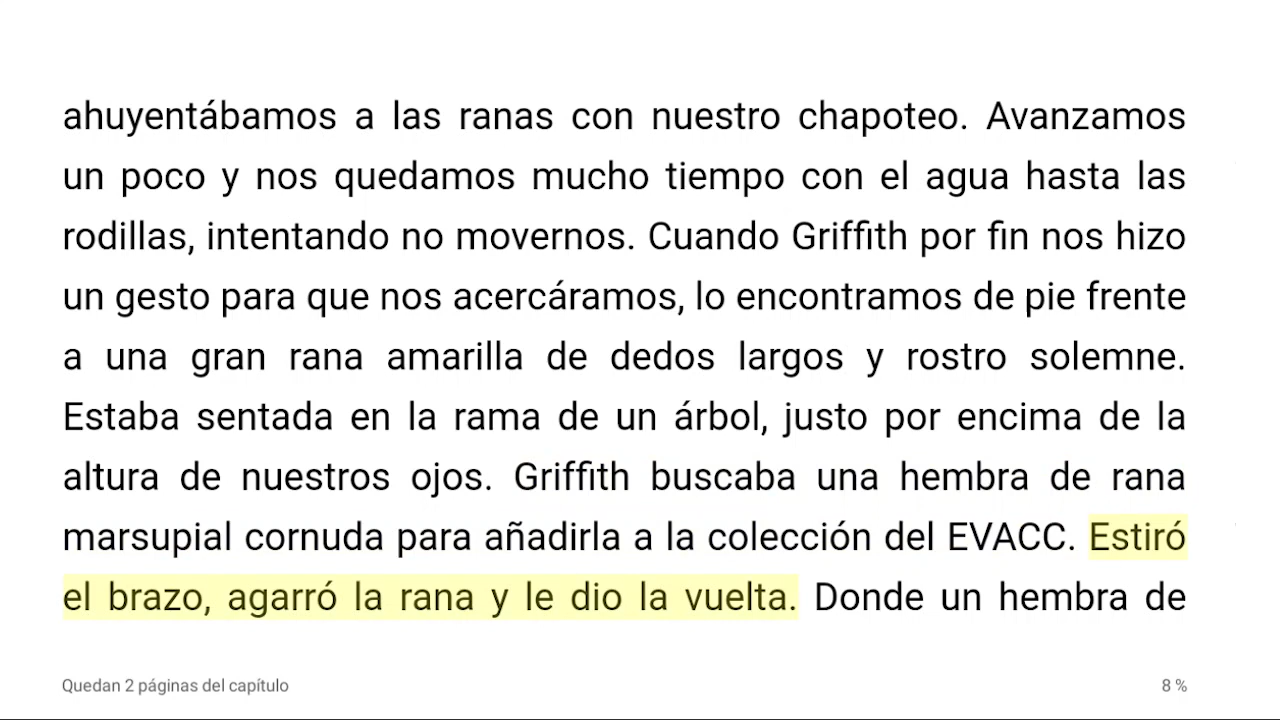 ahuyentábamos a las ranas con nuestro chapoteo. Avanzamos
un poco y nos quedamos mucho tiempo con el agua hasta las
rodillas, intentando no movernos. Cuando Griffith por fin nos hizo
un gesto para que nos acercáramos, lo encontramos de pie frente
a una gran rana amarilla de dedos largos y rostro solemne.
Estaba sentada en la rama de un árbol, justo por encima de la
altura de nuestros ojos. Griffith buscaba una hembra de rana
marsupial cornuda para añadirla a la colección del EVACC. Estiró
el brazo, agarró la rana y le dio la vuelta. Donde un hembra de
Quedan 2 páginas del capítulo 8 %